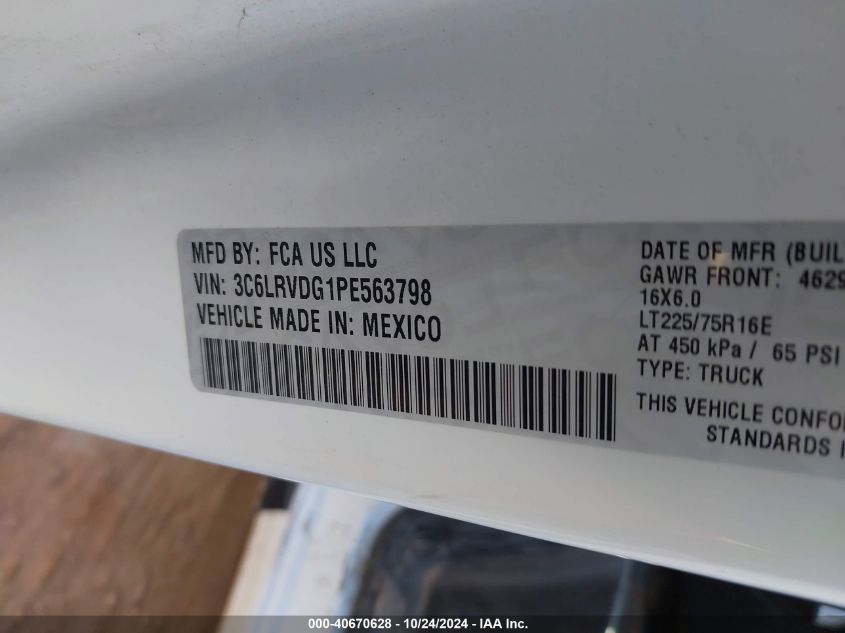 MFD BY: FCA US LLC
VIN: 3C6LRVDG1PE563798
VEHICLE MADE IN: MEXICO
DATE OF MFR (BUIL
GAWR FRONT: 4629
16X6.0
LT225/75R16E
AT 450 kPa / 65 PSI
TYPE: TRUCK
THIS VEHICLE CONFO
STANDARDS I
000-40670628 - 10/24/2024 - IAA Inc.